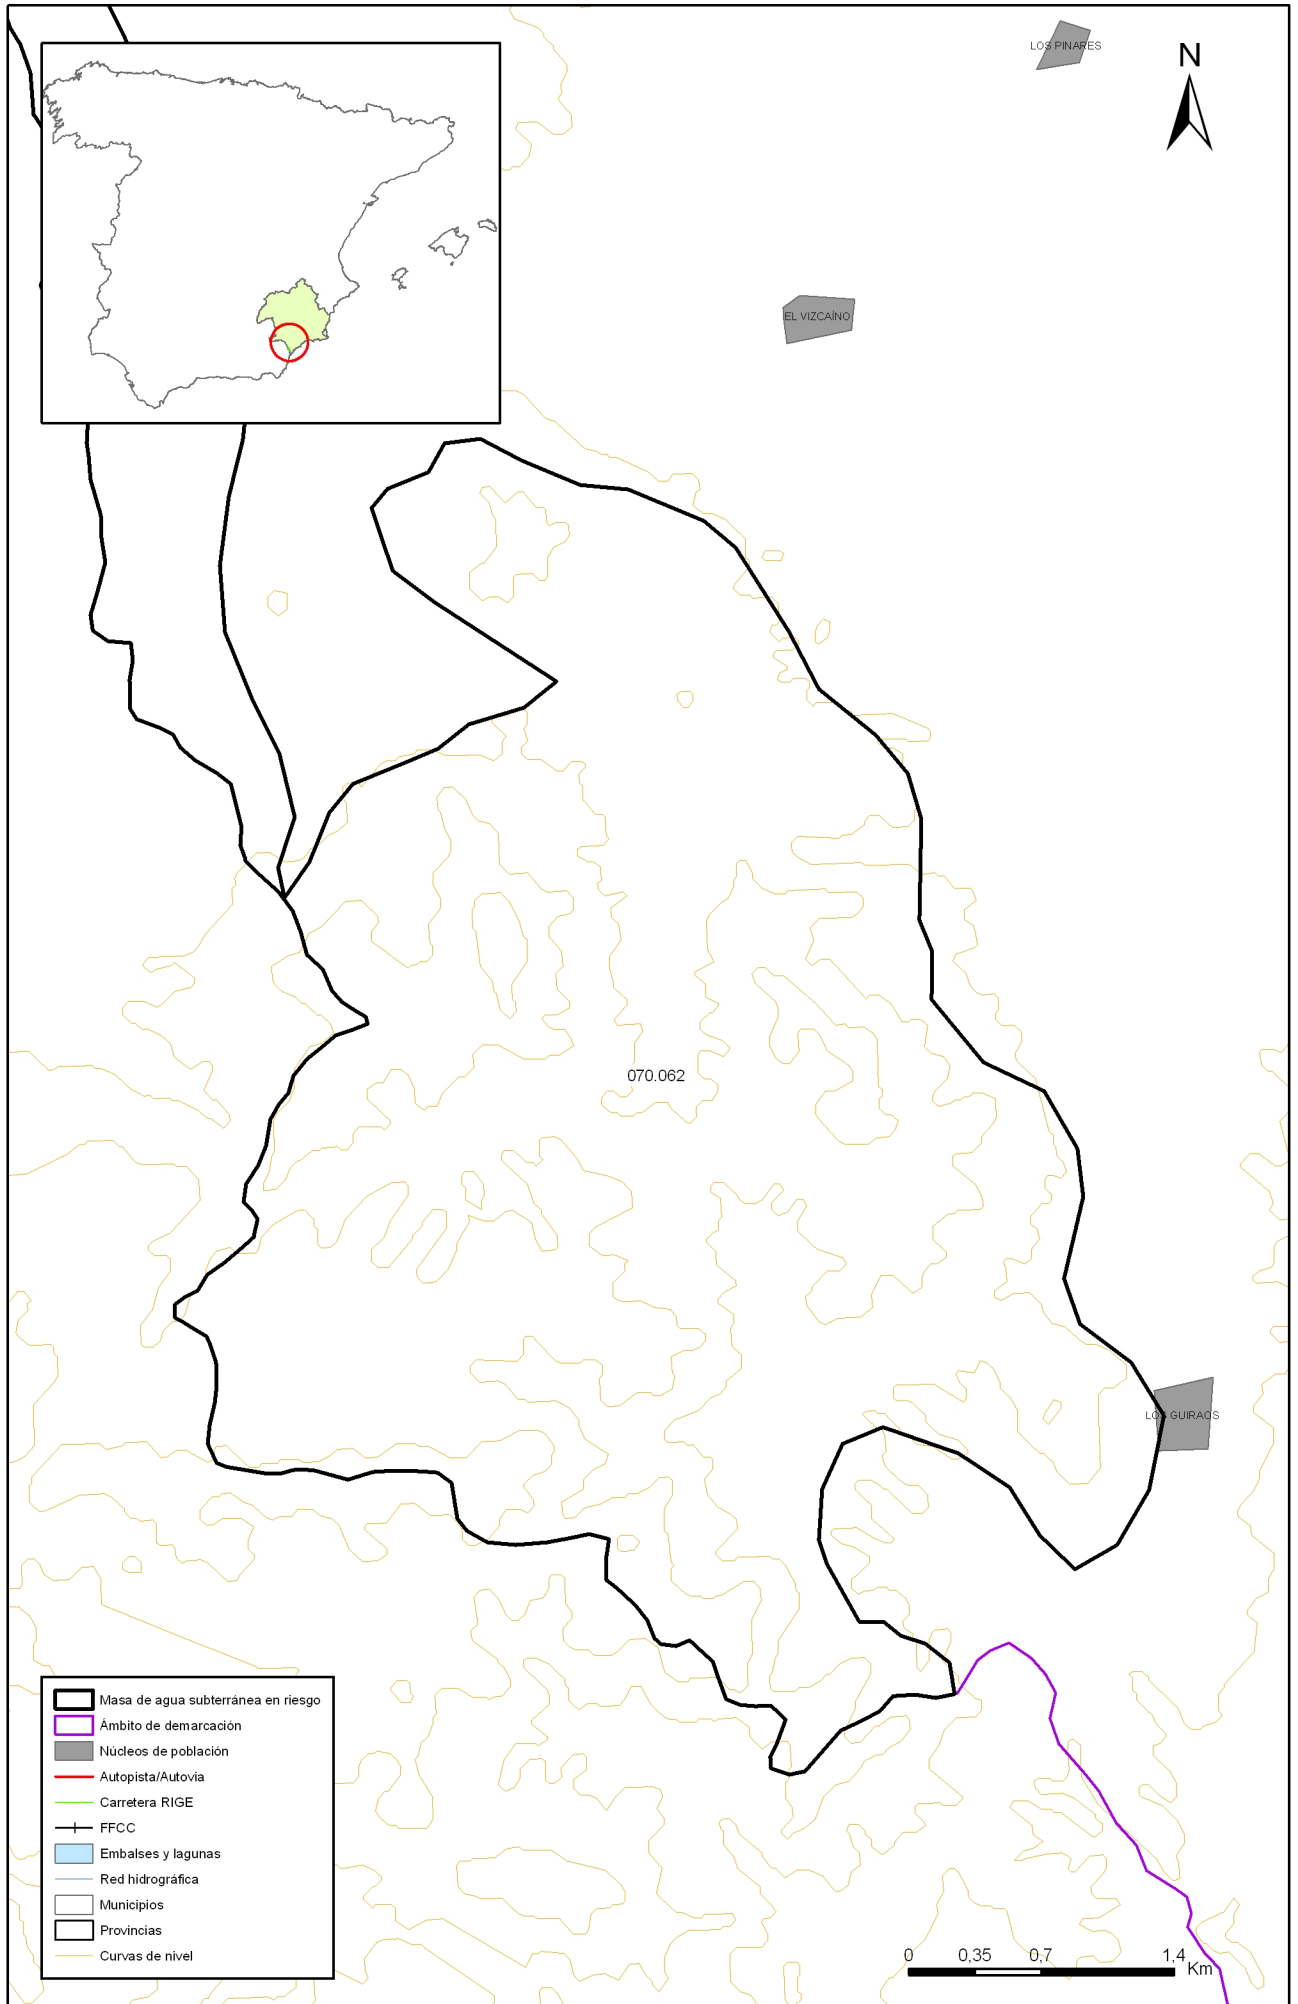 LOS PINARES
N
EL VIZCAÍNO
070.062
LOS GUIRAOS
Masa de agua subterránea en riesgo
Ámbito de demarcación
Núcleos de población
Autopista/Autovia
Carretera RIGE
FFCC
Embalses y lagunas
Red hidrográfica
Municipios
Provincias
Curvas de nivel
0 0,35 0,7 1,4
Km